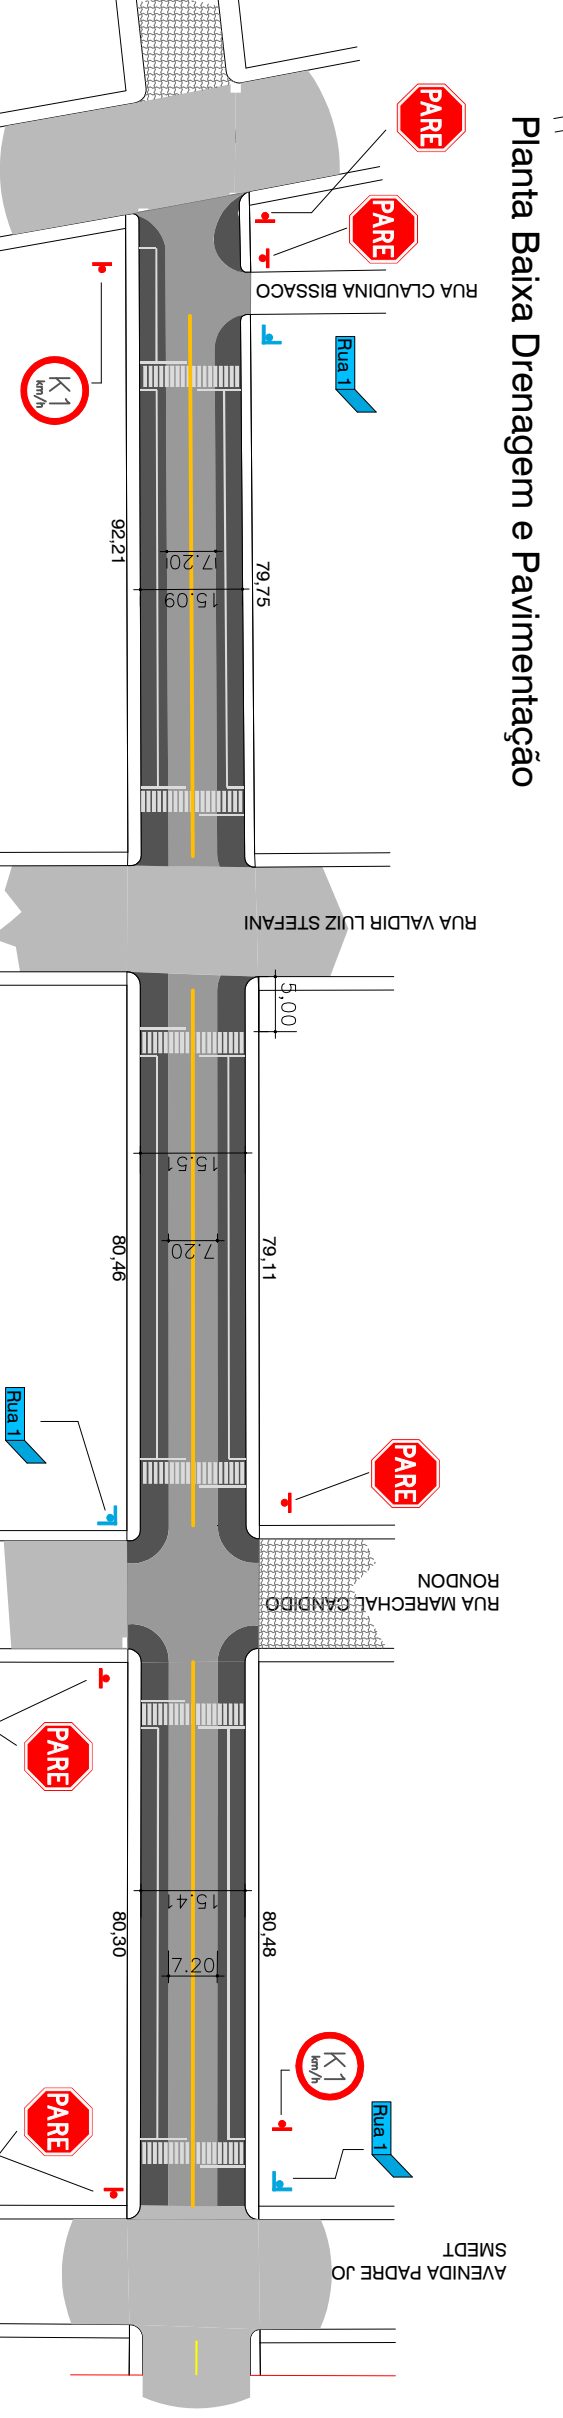 Planta Baixa Drenagem e Pavimentação
PARE
PARE
RUA CLAUDINA BISSACO
Rua 1
K1
km/h
92,21
79,75
7.20
15.09
RUA VALDIR LUIZ STEFANI
5,00
15.51
7.20
80,46
79,11
Rua 1
PARE
RUA MARECHAL CANDIDO
RONDON
PARE
15.41
80,30
80,48
7.20
K1
km/h
PARE
Rua 1
AVENIDA PADRE JO
SMEDT